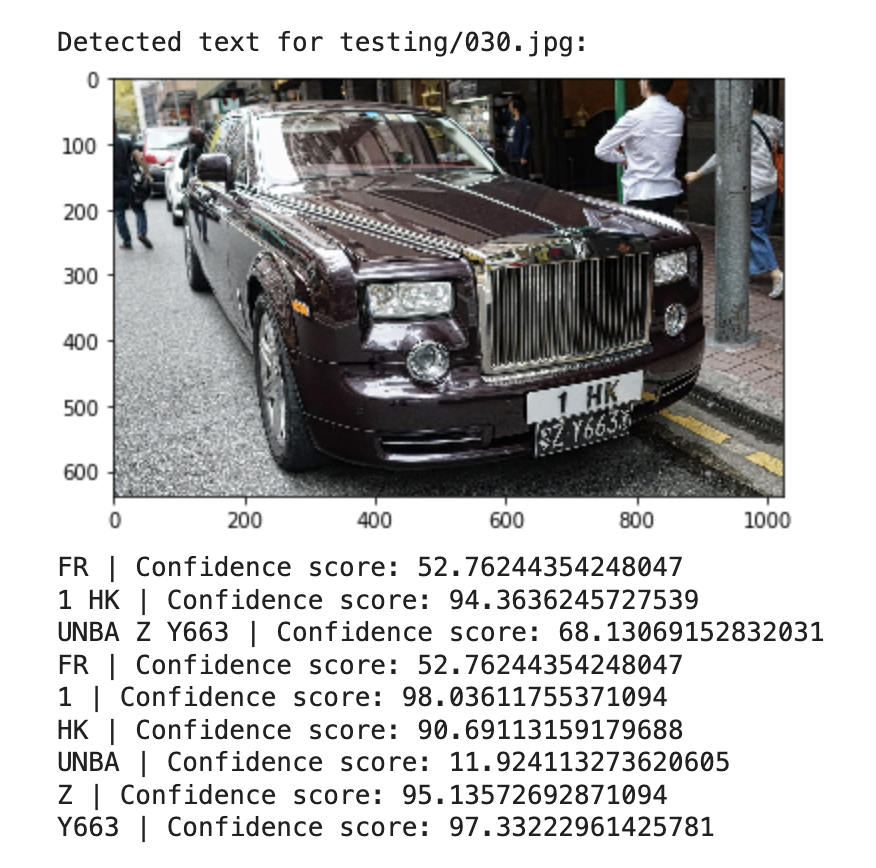 Detected text for testing/030.jpg:
0
100
200
300
400
500
600
1 HK
Z Y663
0 200 400 600 800 1000
FR | Confidence score: 52.76244354248047
1 HK | Confidence score: 94.3636245727539
UNBA Z Y663 | Confidence score: 68.13069152832031
FR | Confidence score: 52.76244354248047
1 | Confidence score: 98.03611755371094
HK | Confidence score: 90.69113159179688
UNBA | Confidence score: 11.924113273620605
Z | Confidence score: 95.13572692871094
Y663 | Confidence score: 97.33222961425781